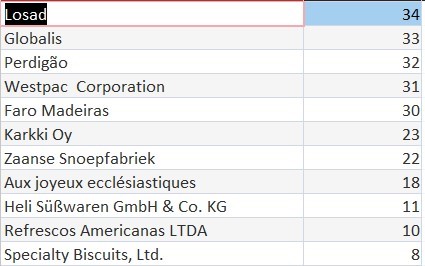 Losad 34
Globalis 33
Perdigão 32
Westpac  Corporation 31
Faro Madeiras 30
Karkki Oy 23
Zaanse Snoepfabriek 22
Aux joyeux ecclésiastiques 18
Heli Süßwaren GmbH & Co. KG 11
Refrescos Americanas LTDA 10
Specialty Biscuits, Ltd. 8